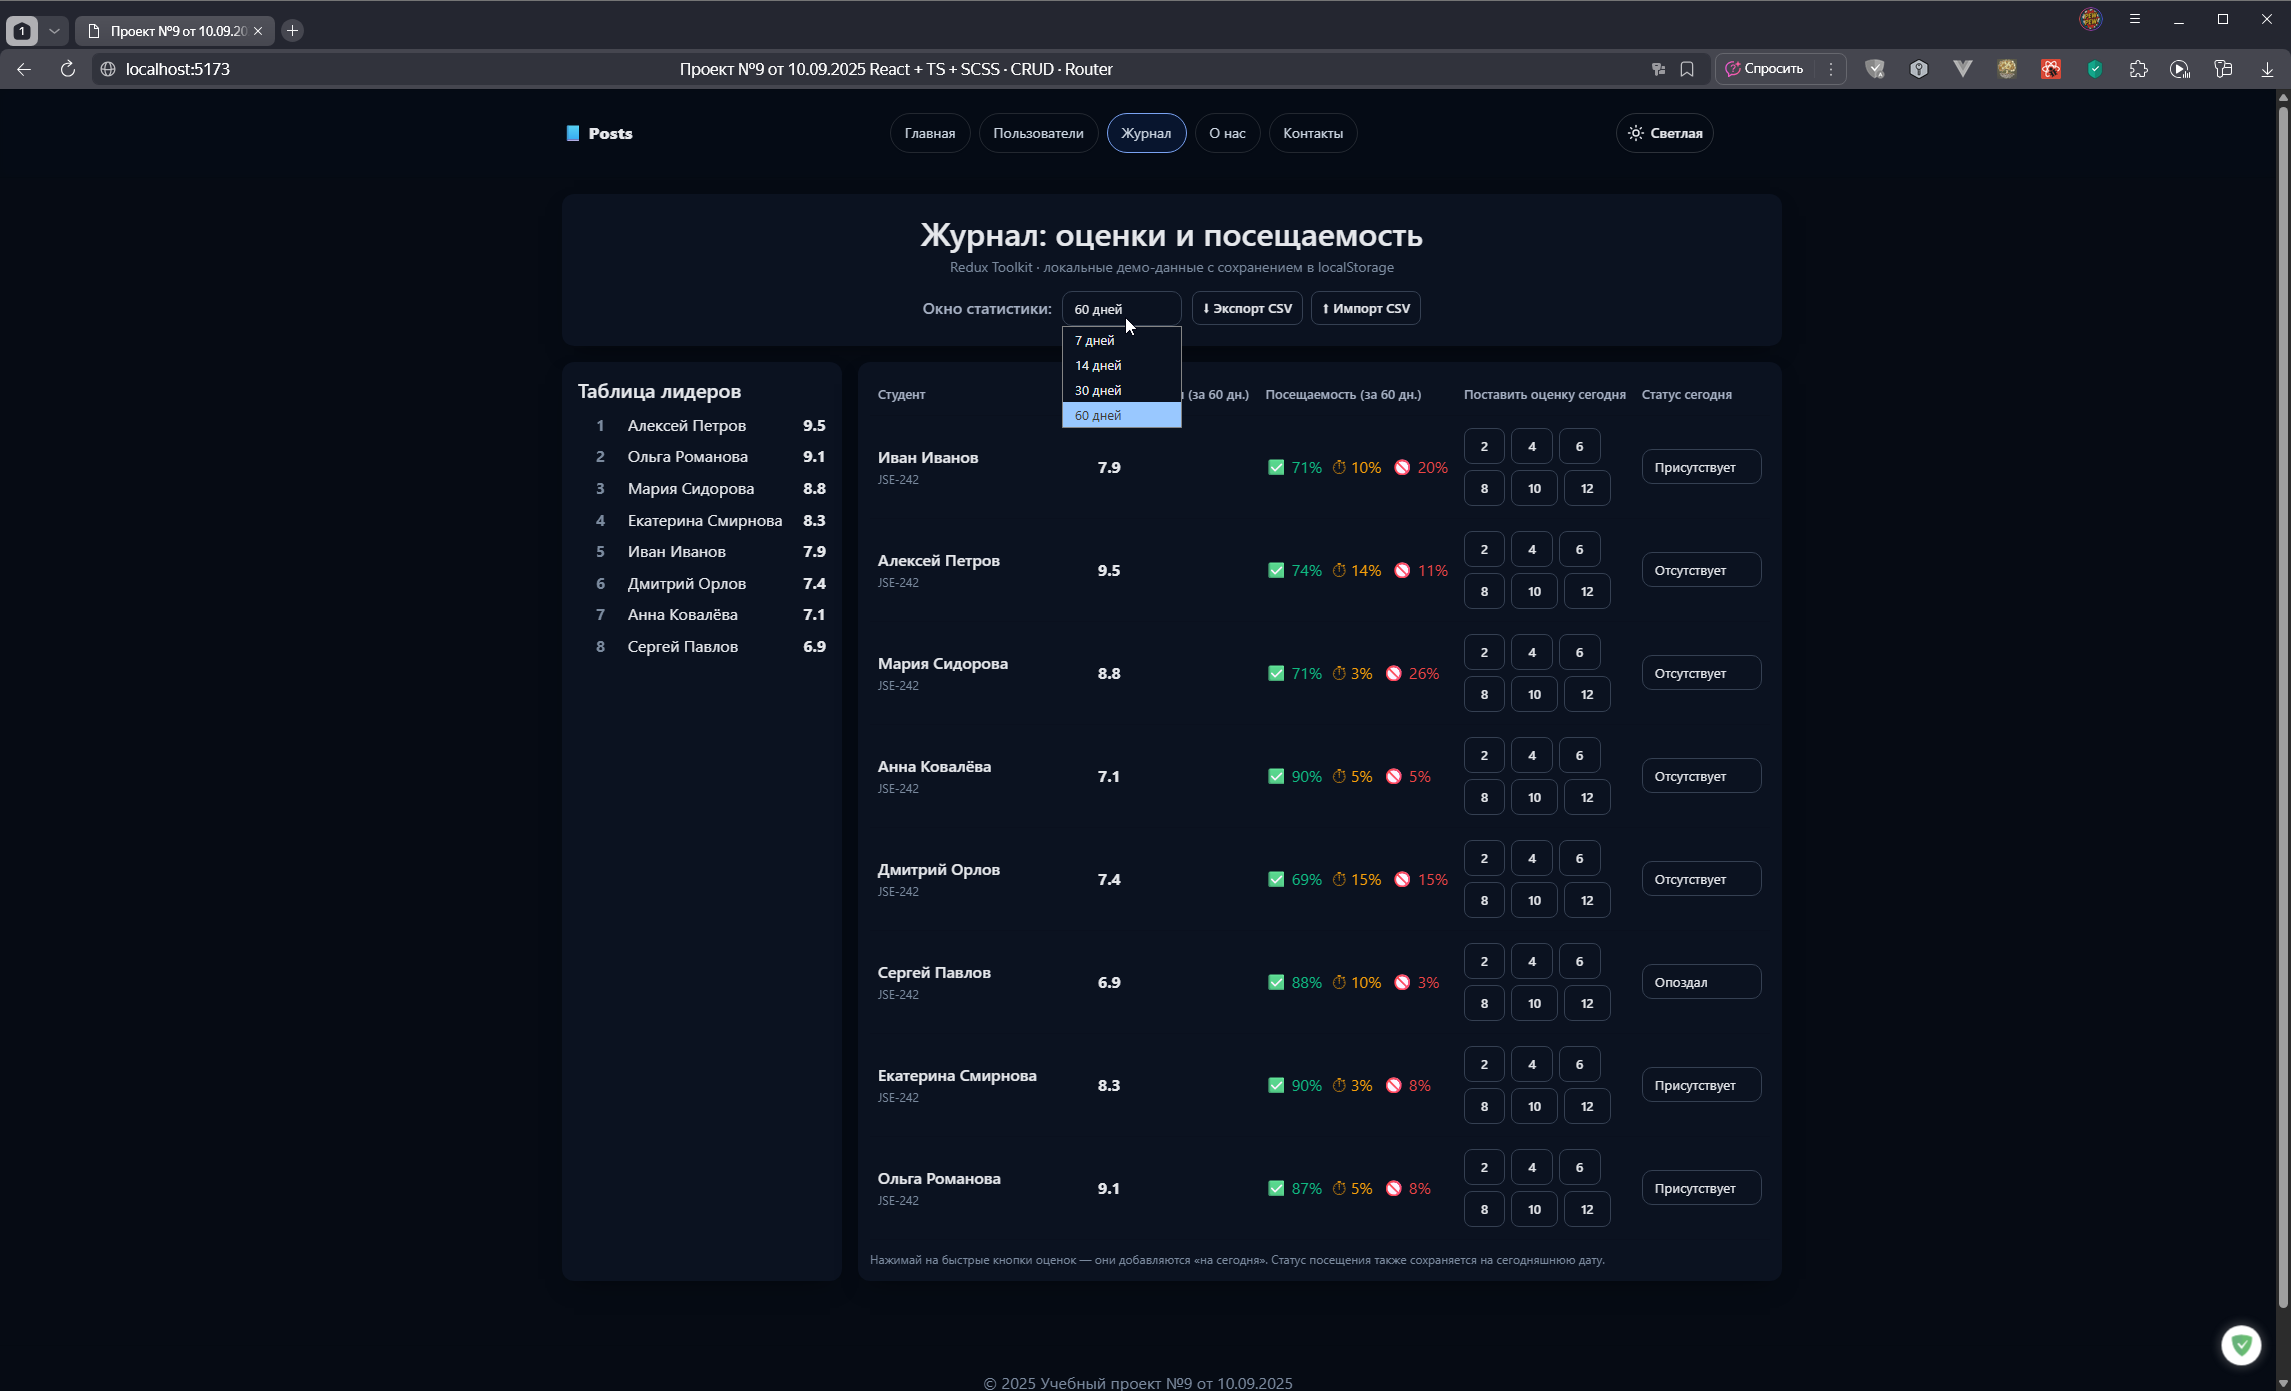 1
Проект №9 от 10.09.20
localhost:5173
Проект №9 от 10.09.2025 React + TS + SCSS · CRUD · Router
Спросить
Posts
Главная
Пользователи
Журнал
О нас
Контакты
Светлая
Журнал: оценки и посещаемость
Redux Toolkit · локальные демо-данные с сохранением в localStorage
Окно статистики:
60 дней
⬇ Экспорт CSV
⬆ Импорт CSV
7 дней
14 дней
30 дней
60 дней
Таблица лидеров
1 Алексей Петров 9.5
2 Ольга Романова 9.1
3 Мария Сидорова 8.8
4 Екатерина Смирнова 8.3
5 Иван Иванов 7.9
6 Дмитрий Орлов 7.4
7 Анна Ковалёва 7.1
8 Сергей Павлов 6.9
Студент
(за 60 дн.)
Посещаемость (за 60 дн.)
Поставить оценку сегодня
Статус сегодня
Иван Иванов
JSE-242
7.9
71% 10% 20%
2 4 6
8 10 12
Присутствует
Алексей Петров
JSE-242
9.5
74% 14% 11%
2 4 6
8 10 12
Отсутствует
Мария Сидорова
JSE-242
8.8
71% 3% 26%
2 4 6
8 10 12
Отсутствует
Анна Ковалёва
JSE-242
7.1
90% 5% 5%
2 4 6
8 10 12
Отсутствует
Дмитрий Орлов
JSE-242
7.4
69% 15% 15%
2 4 6
8 10 12
Отсутствует
Сергей Павлов
JSE-242
6.9
88% 10% 3%
2 4 6
8 10 12
Опоздал
Екатерина Смирнова
JSE-242
8.3
90% 3% 8%
2 4 6
8 10 12
Присутствует
Ольга Романова
JSE-242
9.1
87% 5% 8%
2 4 6
8 10 12
Присутствует
Нажимай на быстрые кнопки оценок — они добавляются «на сегодня». Статус посещения также сохраняется на сегодняшнюю дату.
© 2025 Учебный проект №9 от 10.09.2025